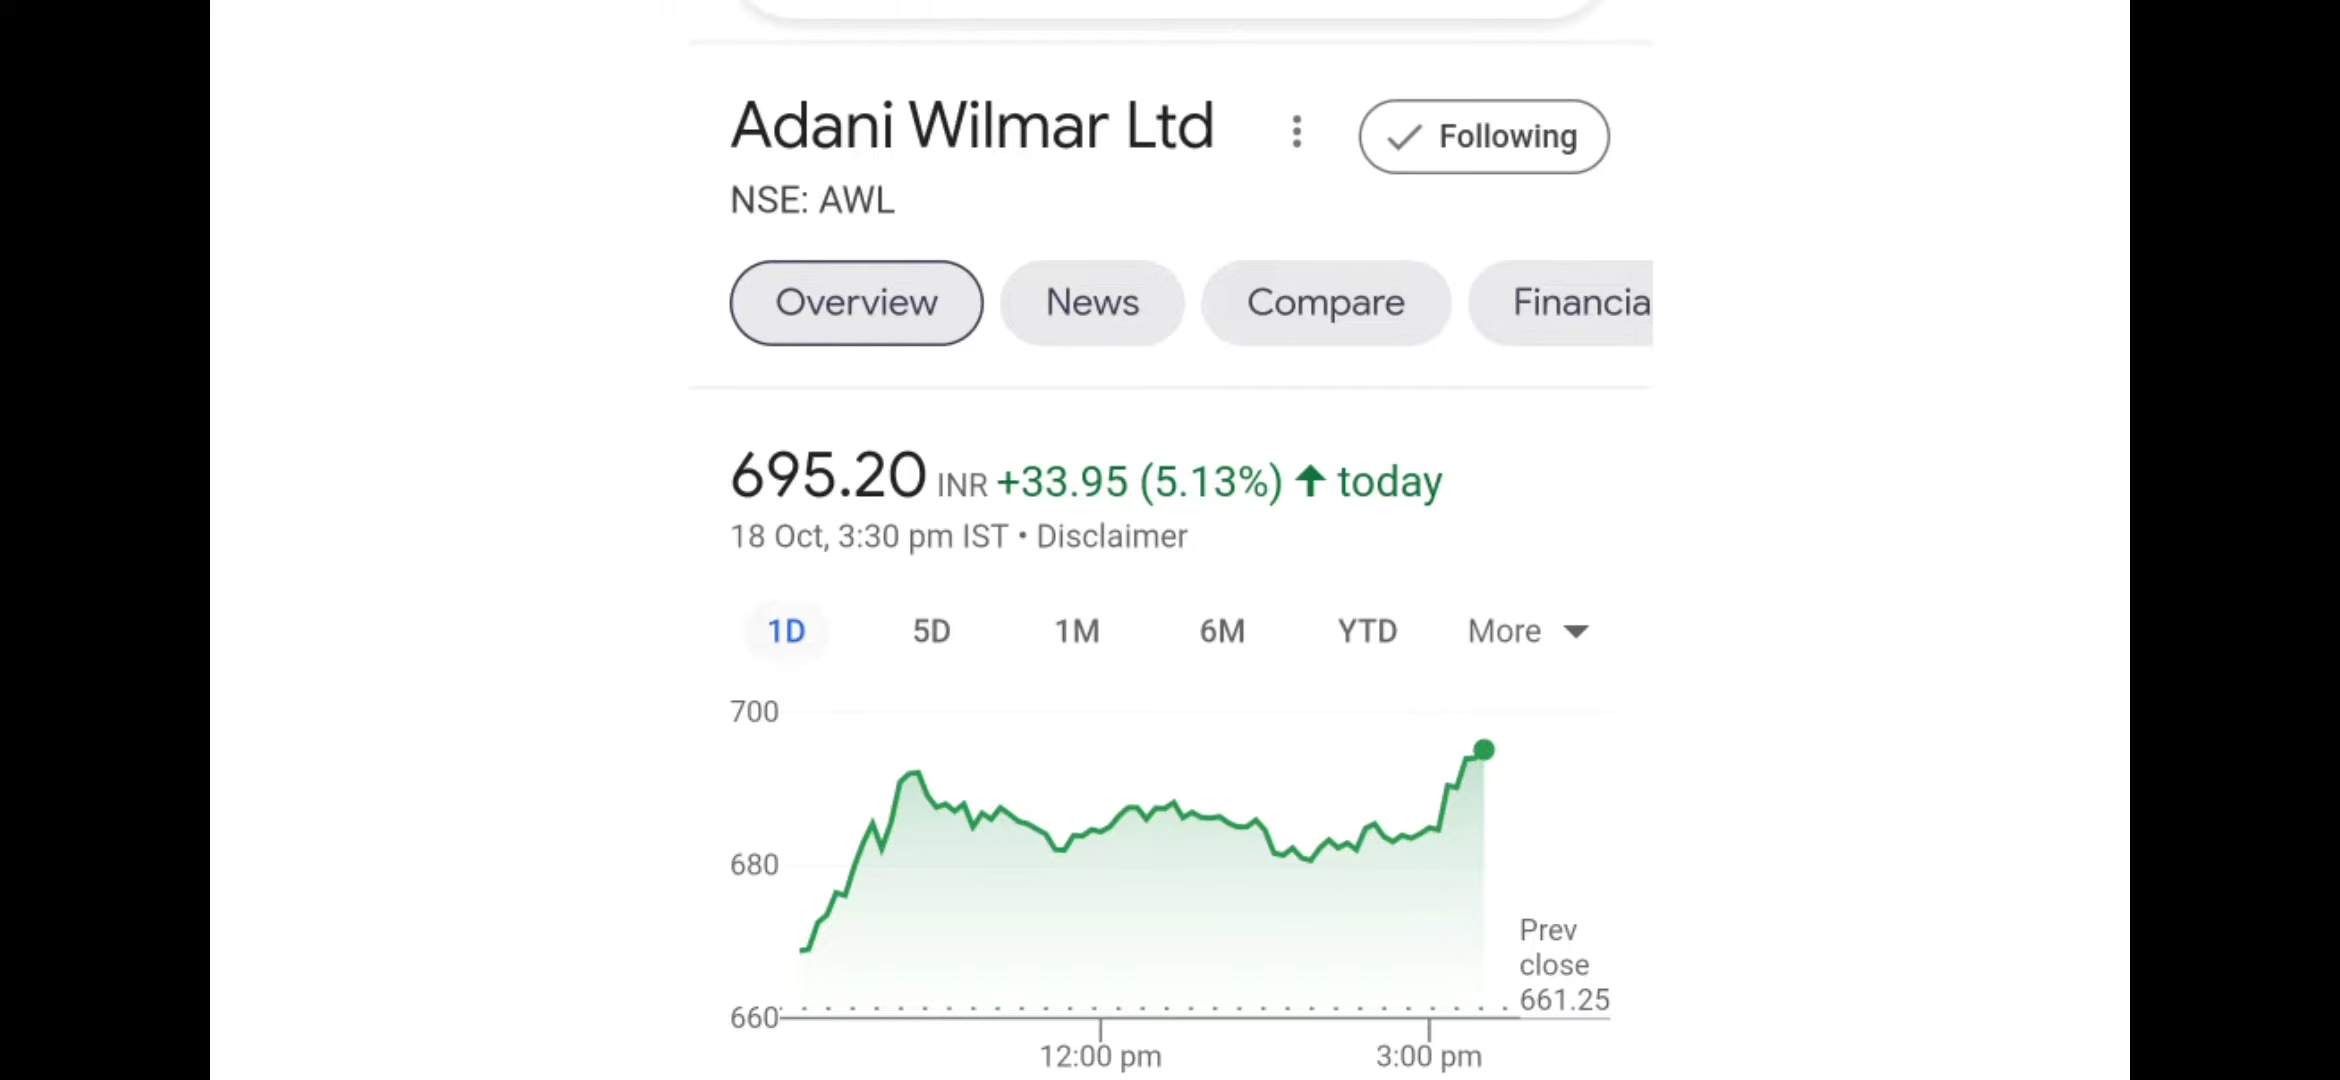 Adani Wilmar Ltd
Following
NSE: AWL
Overview
News
Compare
Financia
695.20 INR +33.95 (5.13%) ↑ today
18 Oct, 3:30 pm IST • Disclaimer
1D 5D 1M 6M YTD More
700
680
660
Prev
close
661.25
12:00 pm
3:00 pm